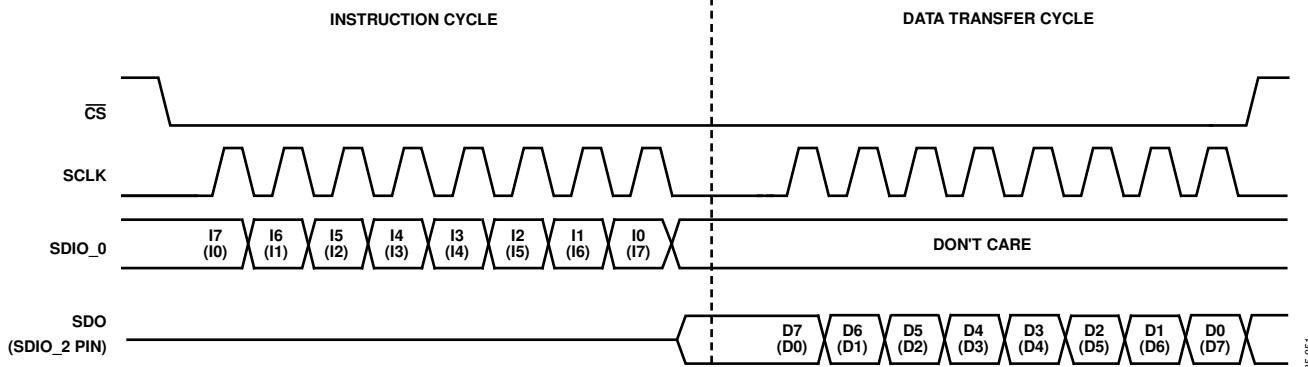 INSTRUCTION CYCLE
DATA TRANSFER CYCLE
CS
SCLK
SDIO_0
I7 I6 I5 I4 I3 I2 I1 I0
(I0) (I1) (I2) (I3) (I4) (I5) (I6) (I7)
DON'T CARE
SDO
(SDIO_2 PIN)
D7 D6 D5 D4 D3 D2 D1 D0
(D0) (D1) (D2) (D3) (D4) (D5) (D6) (D7)